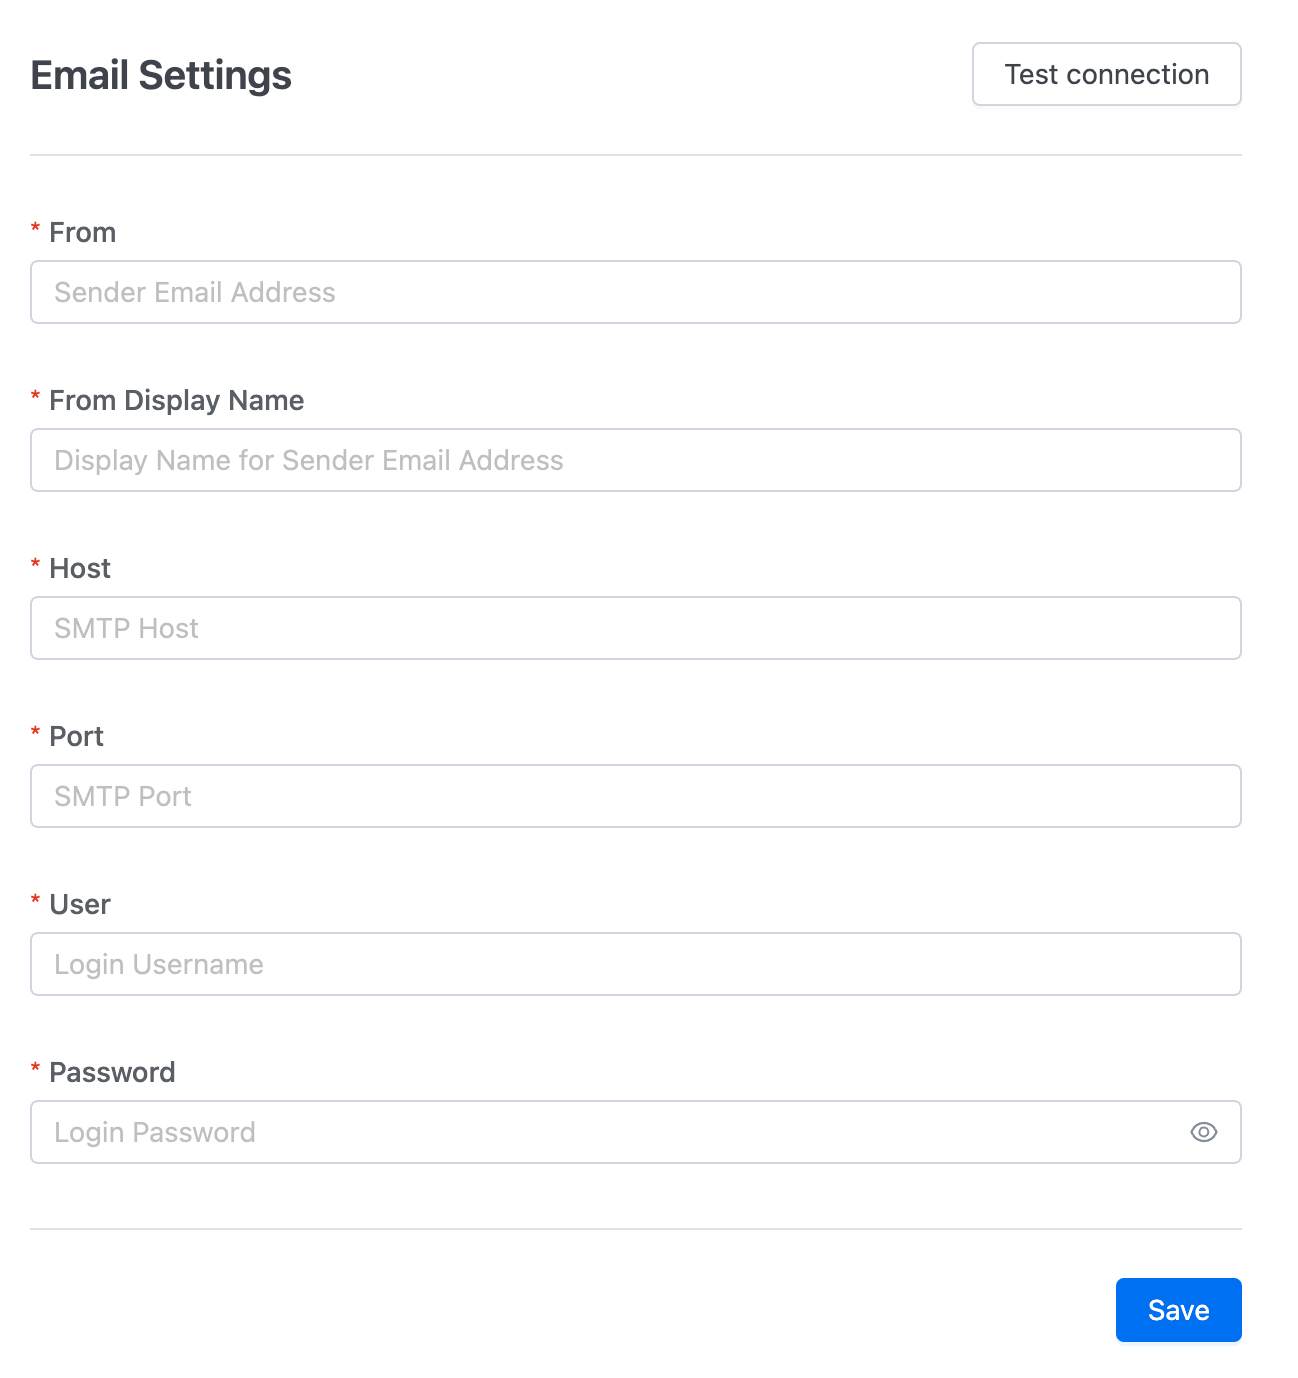 Email Settings
Test connection
* From
Sender Email Address
* From Display Name
Display Name for Sender Email Address
* Host
SMTP Host
* Port
SMTP Port
* User
Login Username
* Password
Login Password
Save